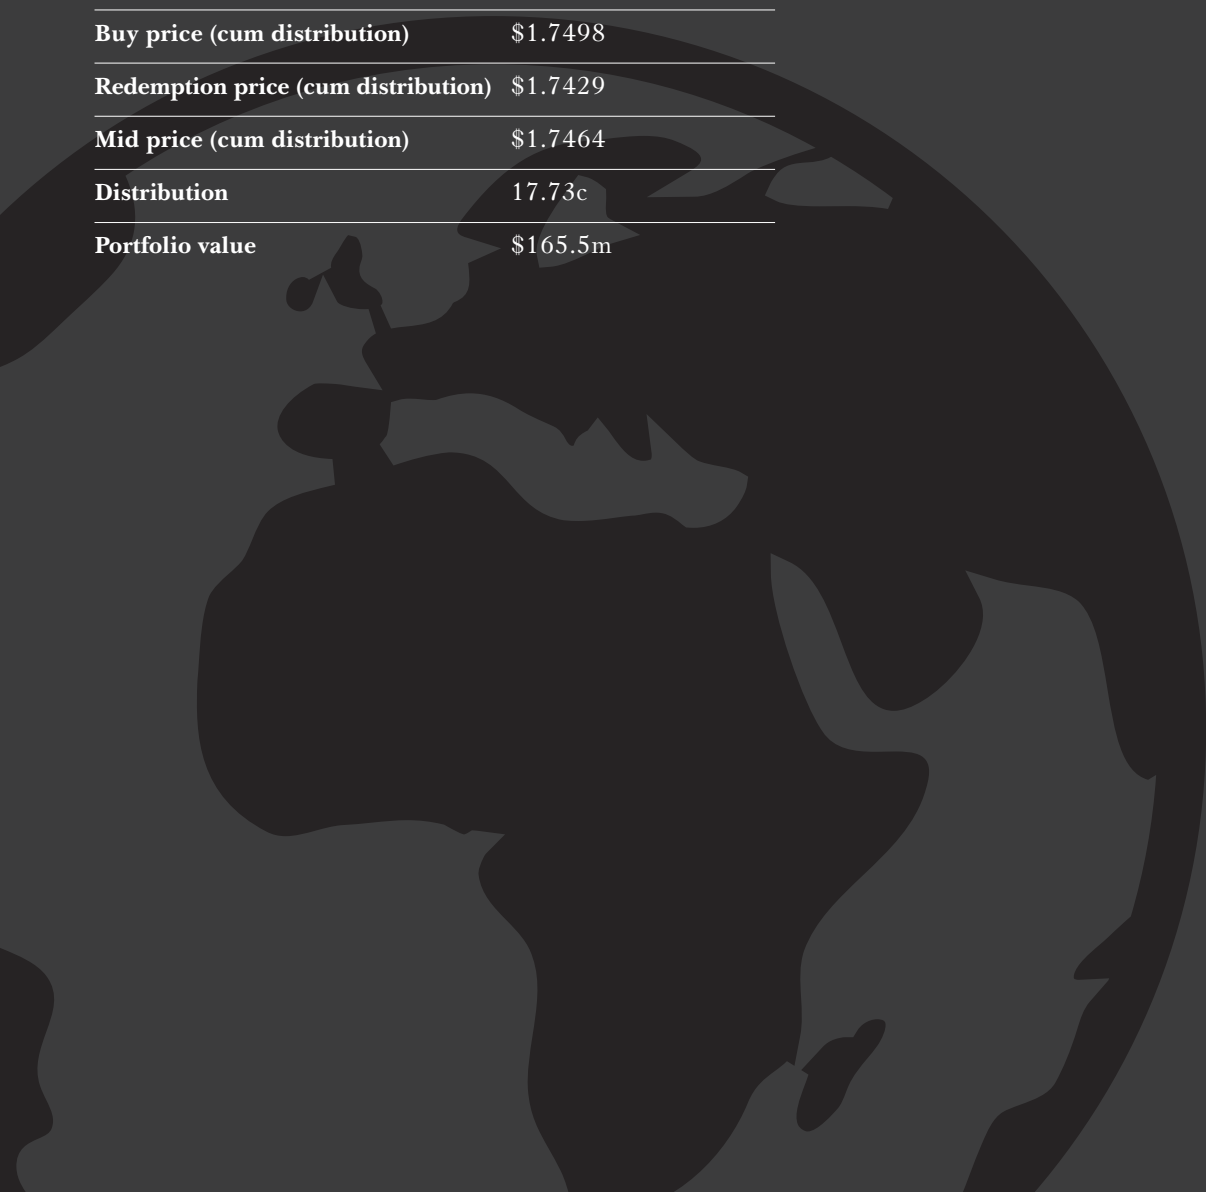 Buy price (cum distribution) $1.7498
Redemption price (cum distribution) $1.7429
Mid price (cum distribution) $1.7464
Distribution 17.73c
Portfolio value $165.5m